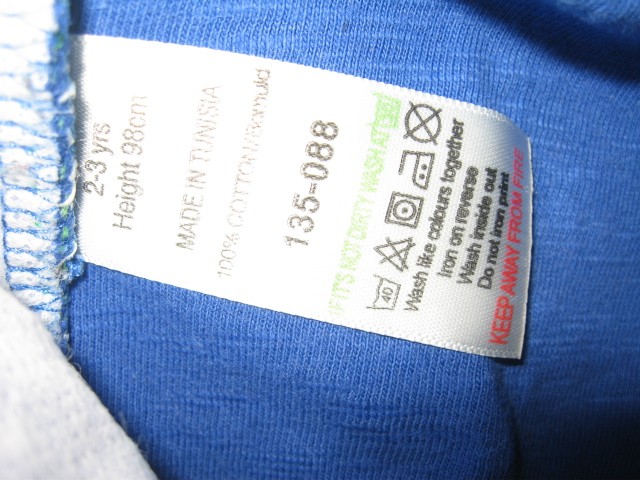 2-3 yrs
Height 98cm
MADE IN TUNISIA
100% COTTON/Baomuld
135-088
IF IT'S NOT DIRTY WASH AT 30°
40
Wash like colours together
Iron on reverse
Wash inside out
Do not iron print
KEEP AWAY FROM FIRE